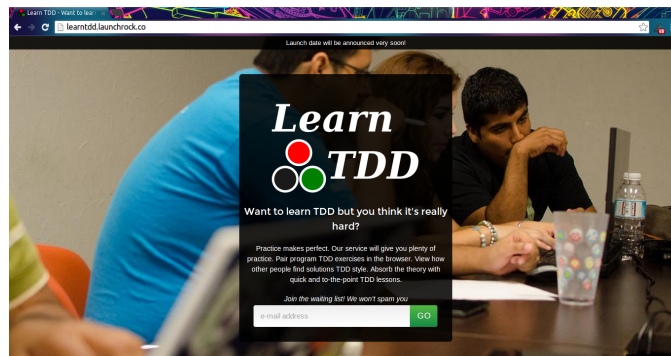 Learn TDD - Want to lear
learntdd.launchrock.co
Launch date will be announced very soon!
Learn
TDD
Want to learn TDD but you think it's really
hard?
Practice makes perfect. Our service will give you plenty of
practice. Pair program TDD exercises in the browser. View how
other people find solutions TDD style. Absorb the theory with
quick and to-the-point TDD lessons.
Join the waiting list! We won't spam you
e-mail address
GO